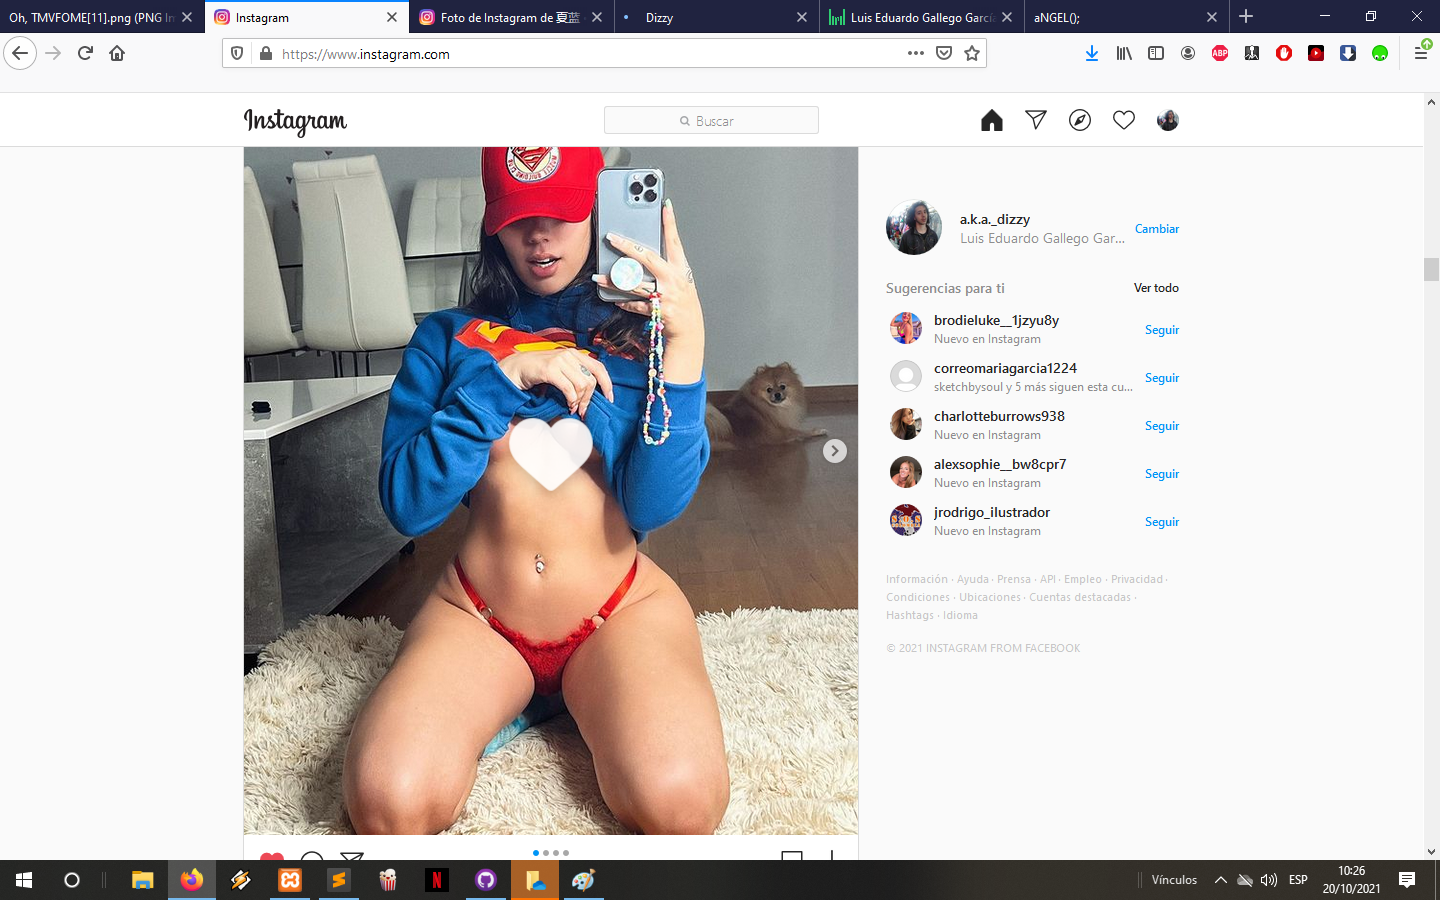 Oh, TMVFOME[11].png (PNG Im
Instagram
Foto de Instagram de 夏蓝
Dizzy
Luis Eduardo Gallego García
aNGEL();
https://www.instagram.com
ABP
Instagram
Buscar
a.k.a._dizzy
Luis Eduardo Gallego Gar...
Cambiar
Sugerencias para ti
Ver todo
brodieluke__1jzyu8y
Nuevo en Instagram
Seguir
correomariagarcia1224
sketchbysoul y 5 más siguen esta cu...
Seguir
charlotteburrows938
Nuevo en Instagram
Seguir
alexsophie__bw8cpr7
Nuevo en Instagram
Seguir
jrodrigo_ilustrador
Nuevo en Instagram
Seguir
Información · Ayuda · Prensa · API · Empleo · Privacidad ·
Condiciones · Ubicaciones · Cuentas destacadas ·
Hashtags · Idioma
© 2021 INSTAGRAM FROM FACEBOOK
Vínculos
ESP
10:26
20/10/2021